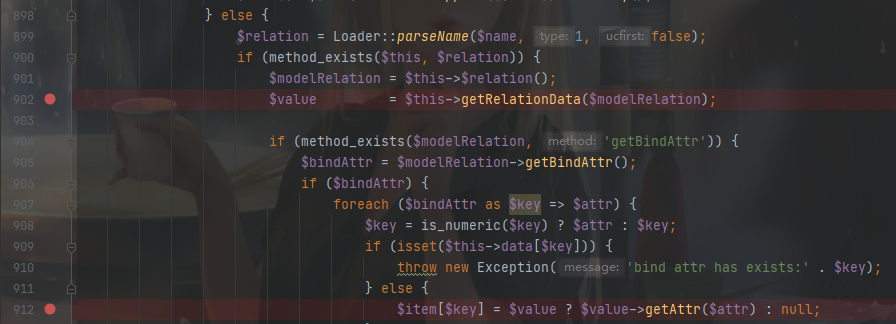 898 } else {
899 $relation = Loader::parseName($name, type: 1, ucfirst: false);
900 if (method_exists($this, $relation)) {
901 $modelRelation = $this->$relation();
902 $value = $this->getRelationData($modelRelation);
903
904 if (method_exists($modelRelation, method: 'getBindAttr')) {
905 $bindAttr = $modelRelation->getBindAttr();
906 if ($bindAttr) {
907 foreach ($bindAttr as $key => $attr) {
908 $key = is_numeric($key) ? $attr : $key;
909 if (isset($this->data[$key])) {
910 throw new Exception( message: 'bind attr has exists:' . $key);
911 } else {
912 $item[$key] = $value ? $value->getAttr($attr) : null;